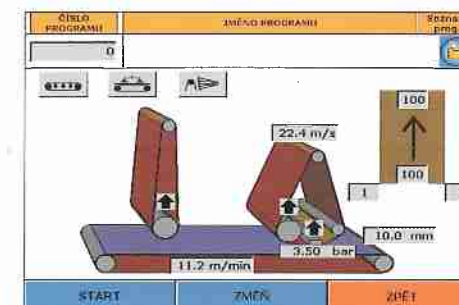 ČÍSLO
PROGRAMU
JMÉNO PROGRAMU
prog
0
22.4 m/s
100
100
1
10.0 mm
3.50 bar
11.2 m/min
START
ZMĚŇ
ZPĚT